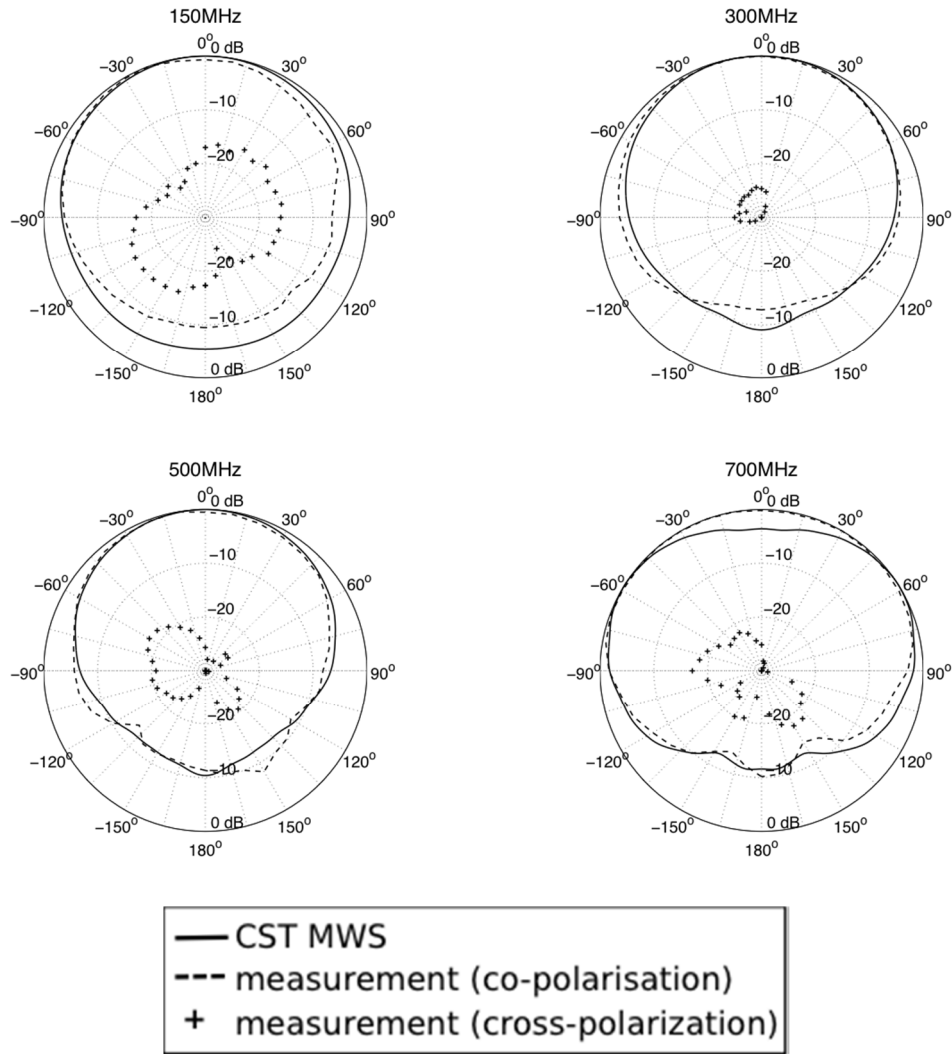 150MHz
0° 0 dB
−30° 30°
−10
−60° 60°
−20
−90° 90°
−20
−120° 120°
−10
−150° 0 dB 150°
180°
300MHz
0° 0 dB
−30° 30°
−10
−60° 60°
−20
−90° 90°
−20
−120° 120°
−10
−150° 0 dB 150°
180°
500MHz
0° 0 dB
−30° 30°
−10
−60° 60°
−20
−90° 90°
−20
−120° 120°
−10
−150° 0 dB 150°
180°
700MHz
0° 0 dB
−30° 30°
−10
−60° 60°
−20
−90° 90°
−20
−120° 120°
−10
−150° 0 dB 150°
180°
CST MWS
measurement (co-polarisation)
measurement (cross-polarization)